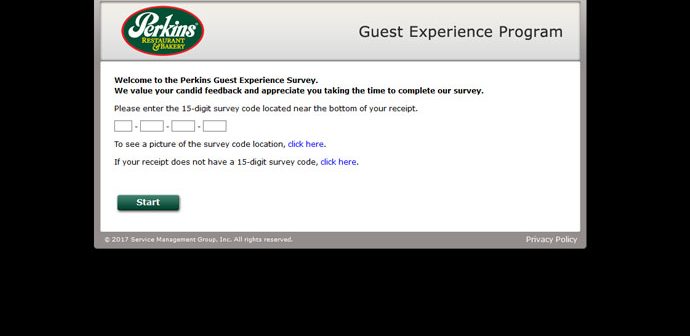 Perkins
RESTAURANT
& BAKERY
Guest Experience Program
Welcome to the Perkins Guest Experience Survey.
We value your candid feedback and appreciate you taking the time to complete our survey.
Please enter the 15-digit survey code located near the bottom of your receipt.
- - -
To see a picture of the survey code location, click here.
If your receipt does not have a 15-digit survey code, click here.
Start
© 2017 Service Management Group, Inc. All rights reserved. Privacy Policy